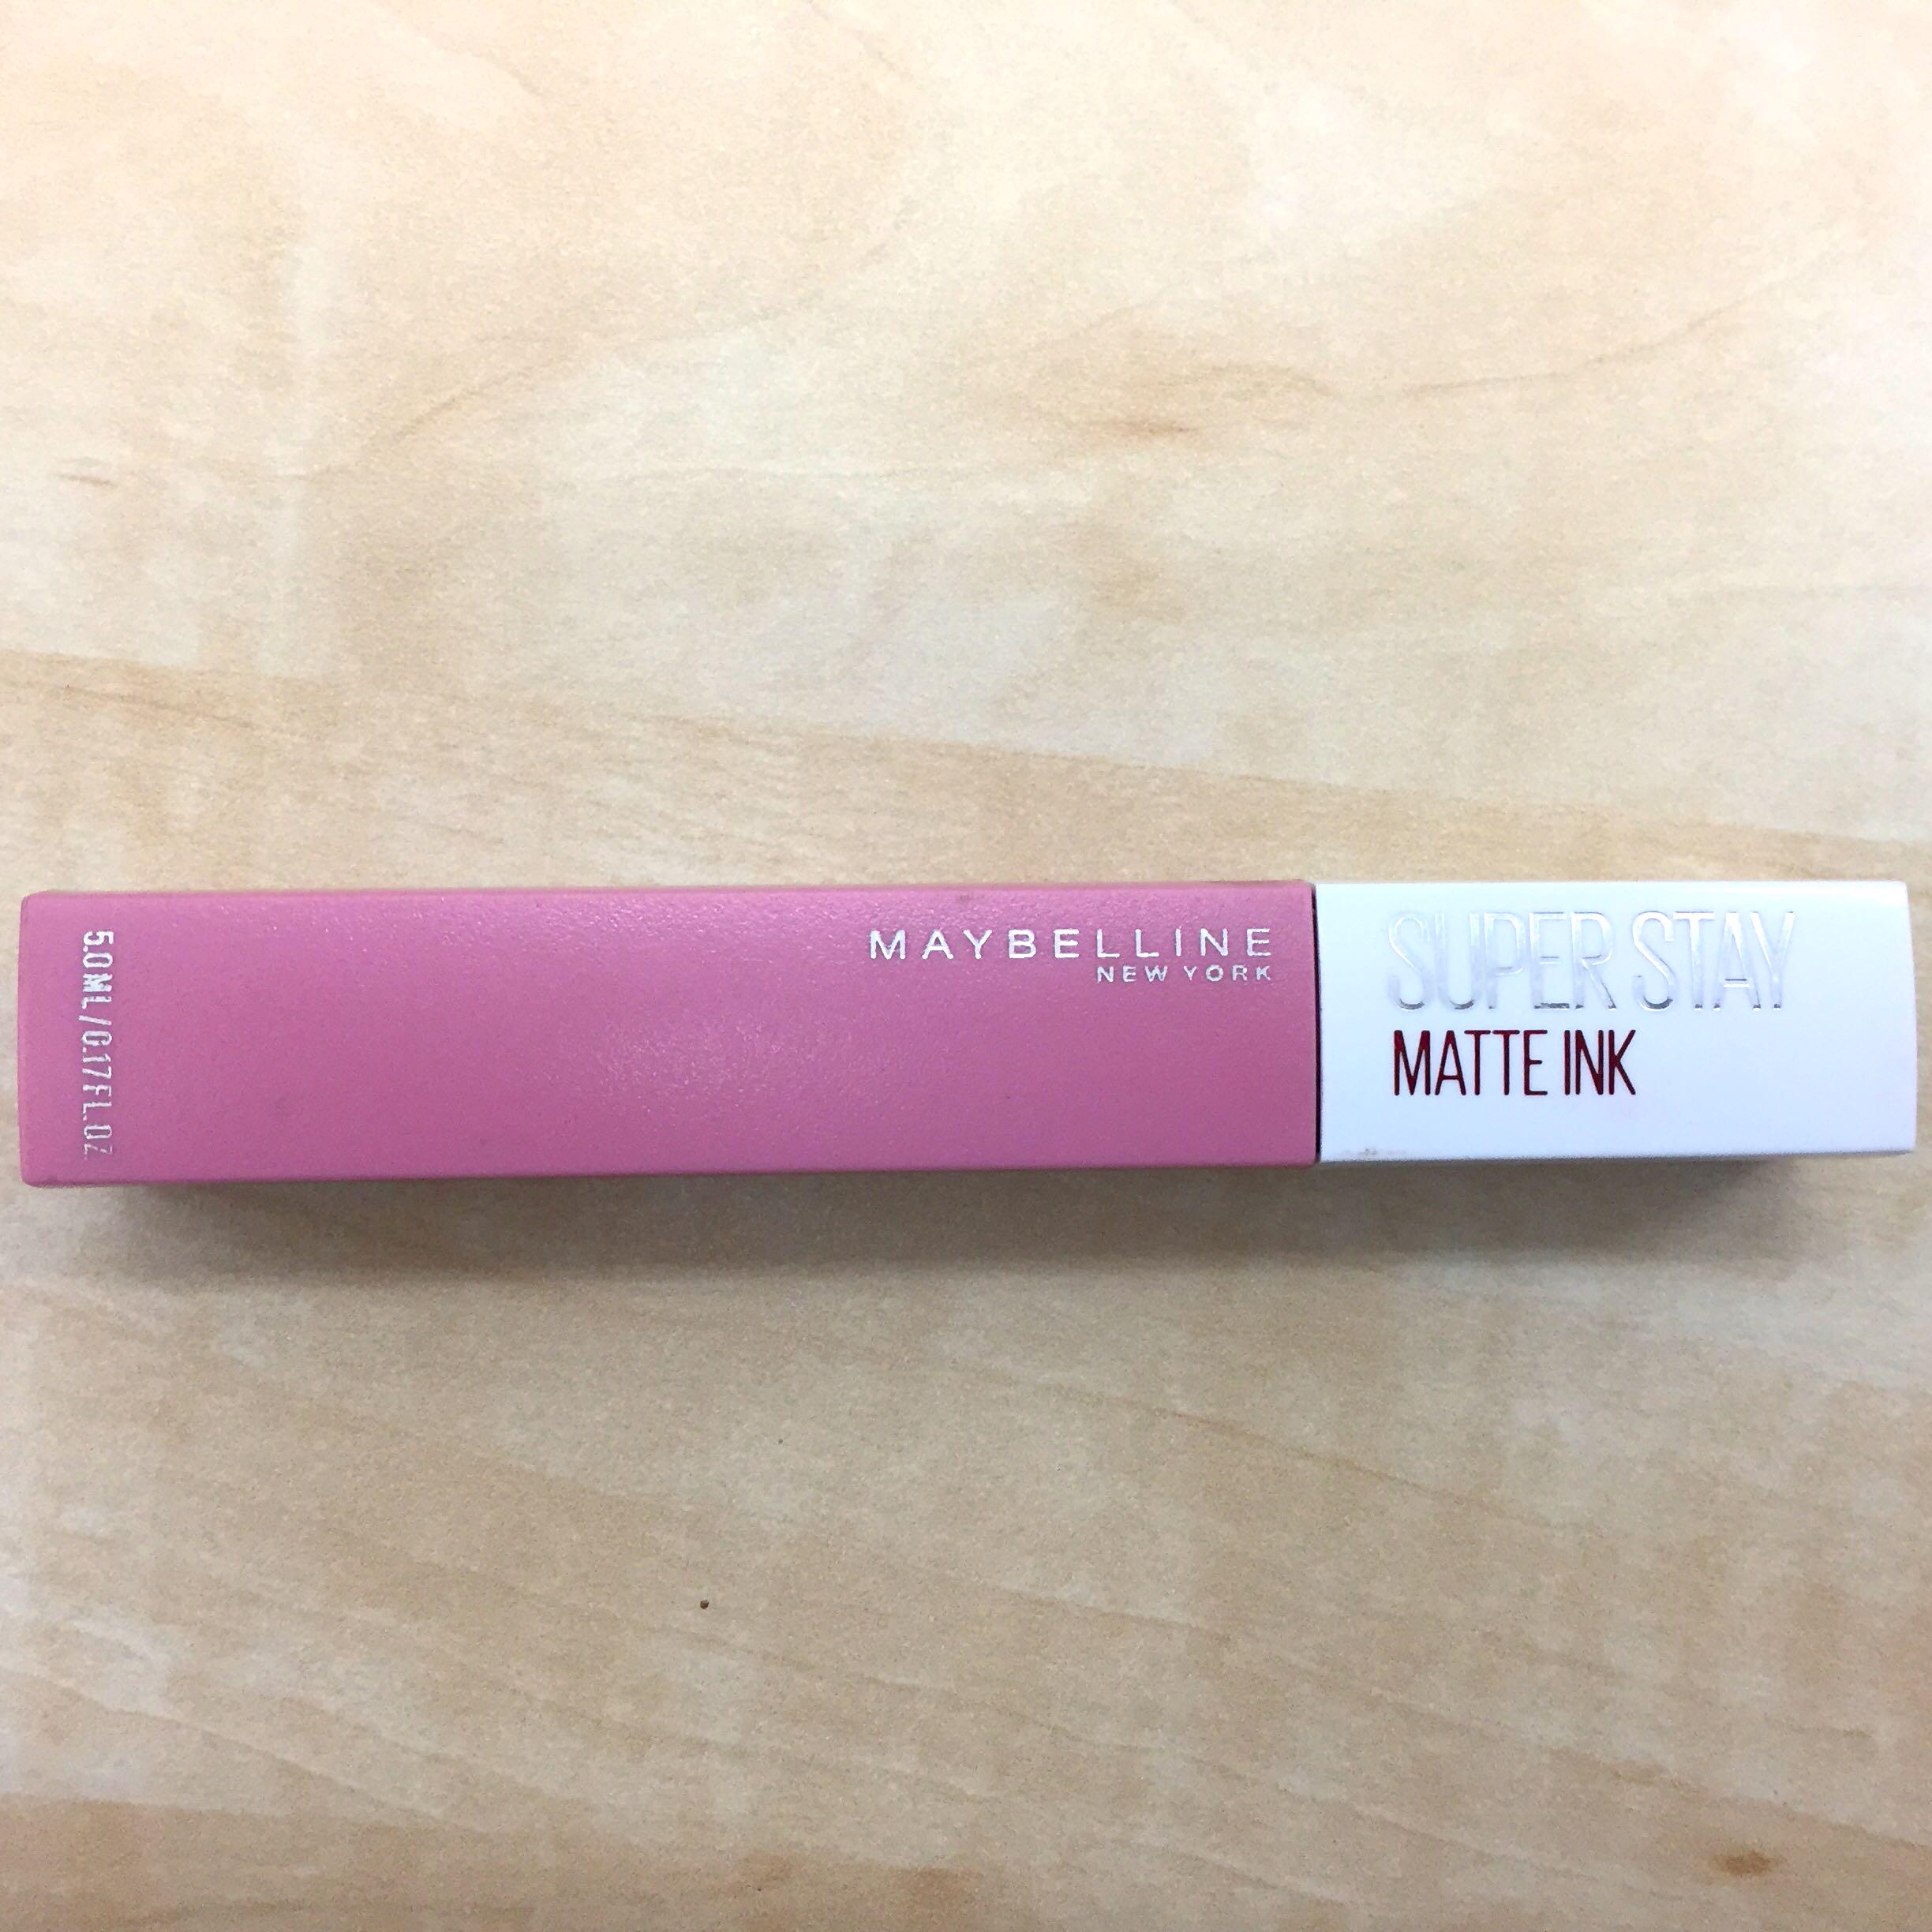 MAYBELLINE
NEW YORK
SUPER STAY
MATTE INK
5.0ML/0.17FL.OZ